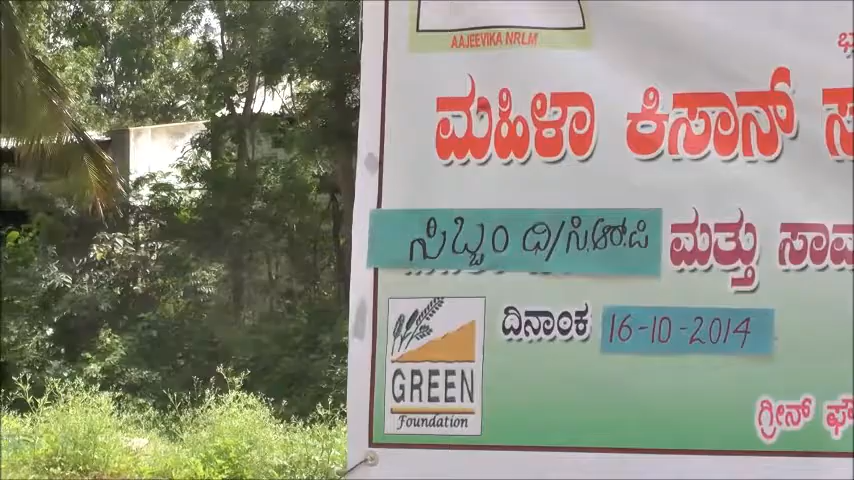 AAJEEVIKA NRLM
ಮಹಿಳಾ ಕಿಸಾನ್
ಸಿಬ್ಬಂದಿ/ಸಿ.ಆರ್.ಪಿ ಮತ್ತು ಸಾವ
ದಿನಾಂಕ 16-10-2014
GREEN
Foundation
ಗ್ರೀನ್ ಫೌ